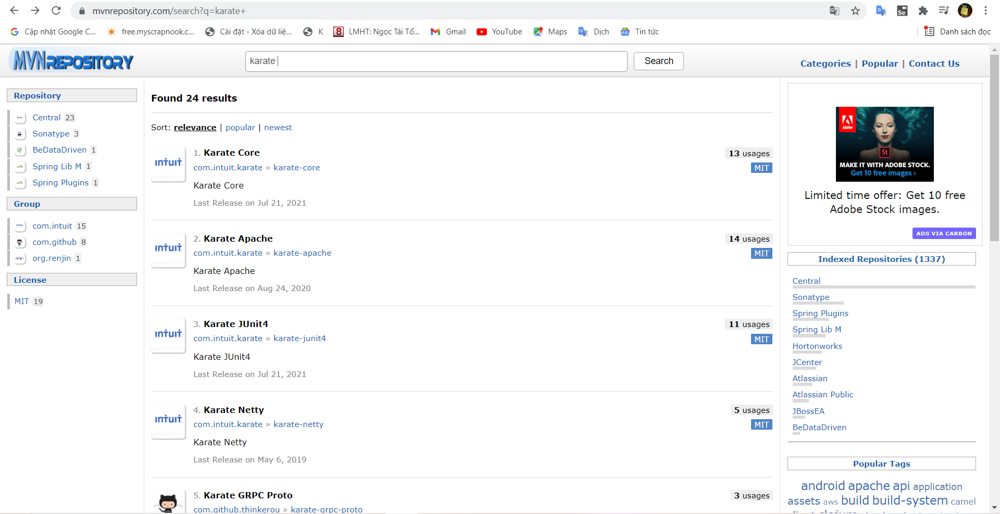 mvnrepository.com/search?q=karate+
Cập nhật Google C...
free.myscrapnook.c...
Cài đặt - Xóa dữ liệ...
K
LMHT: Ngọc Tái Tổ...
Gmail
YouTube
Maps
Dịch
Tin tức
Danh sách đọc
MVNREPOSITORY
karate
Search
Categories | Popular | Contact Us
Repository
Central 23
Sonatype 3
BeDataDriven 1
Spring Lib M 1
Spring Plugins 1
Group
com.intuit 15
com.github 8
org.renjin 1
License
MIT 19
Found 24 results
Sort: relevance | popular | newest
intuit
1. Karate Core
13 usages
com.intuit.karate » karate-core
MIT
Karate Core
Last Release on Jul 21, 2021
intuit
2. Karate Apache
14 usages
com.intuit.karate » karate-apache
MIT
Karate Apache
Last Release on Aug 24, 2020
intuit
3. Karate JUnit4
11 usages
com.intuit.karate » karate-junit4
MIT
Karate JUnit4
Last Release on Jul 21, 2021
intuit
4. Karate Netty
5 usages
com.intuit.karate » karate-netty
MIT
Karate Netty
Last Release on May 6, 2019
5. Karate GRPC Proto
3 usages
com.github.thinkerou » karate-grpc-proto
Adobe
St
MAKE IT WITH ADOBE STOCK.
Get 10 free images ›
Limited time offer: Get 10 free
Adobe Stock images.
ADS VIA CARBON
Indexed Repositories (1337)
Central
Sonatype
Spring Plugins
Spring Lib M
Hortonworks
JCenter
Atlassian
Atlassian Public
JBossEA
BeDataDriven
Popular Tags
android apache api application
assets aws build build-system camel